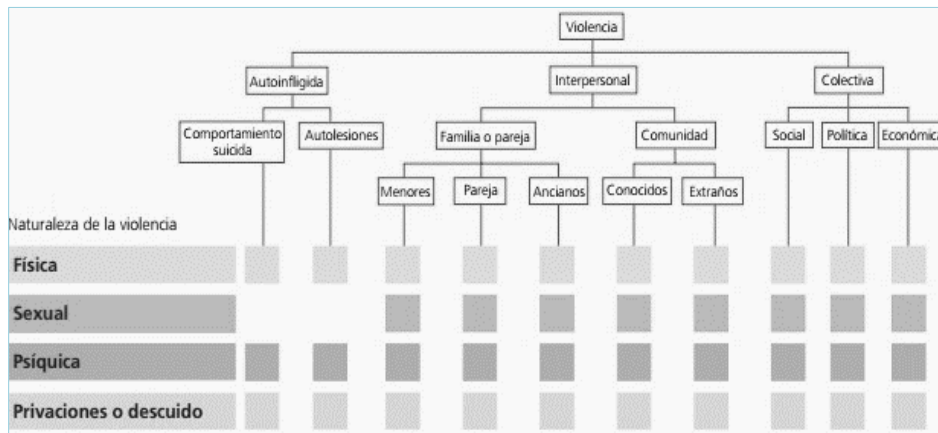 Violencia
Autoinfligida
Interpersonal
Colectiva
Comportamiento
suicida
Autolesiones
Familia o pareja
Comunidad
Social
Política
Económica
Menores
Pareja
Ancianos
Conocidos
Extraños
Naturaleza de la violencia
Física
Sexual
Psíquica
Privaciones o descuido